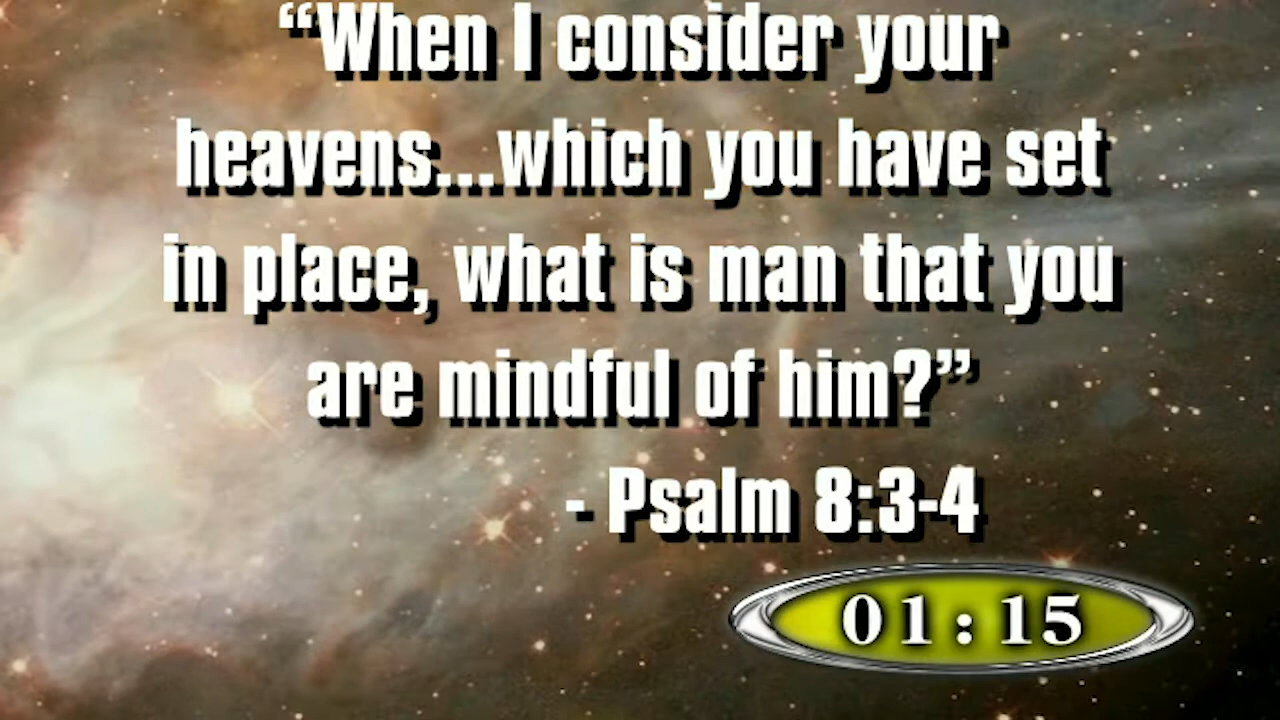 “When I consider your
heavens...which you have set
in place, what is man that you
are mindful of him?”
- Psalm 8:3-4
01:15